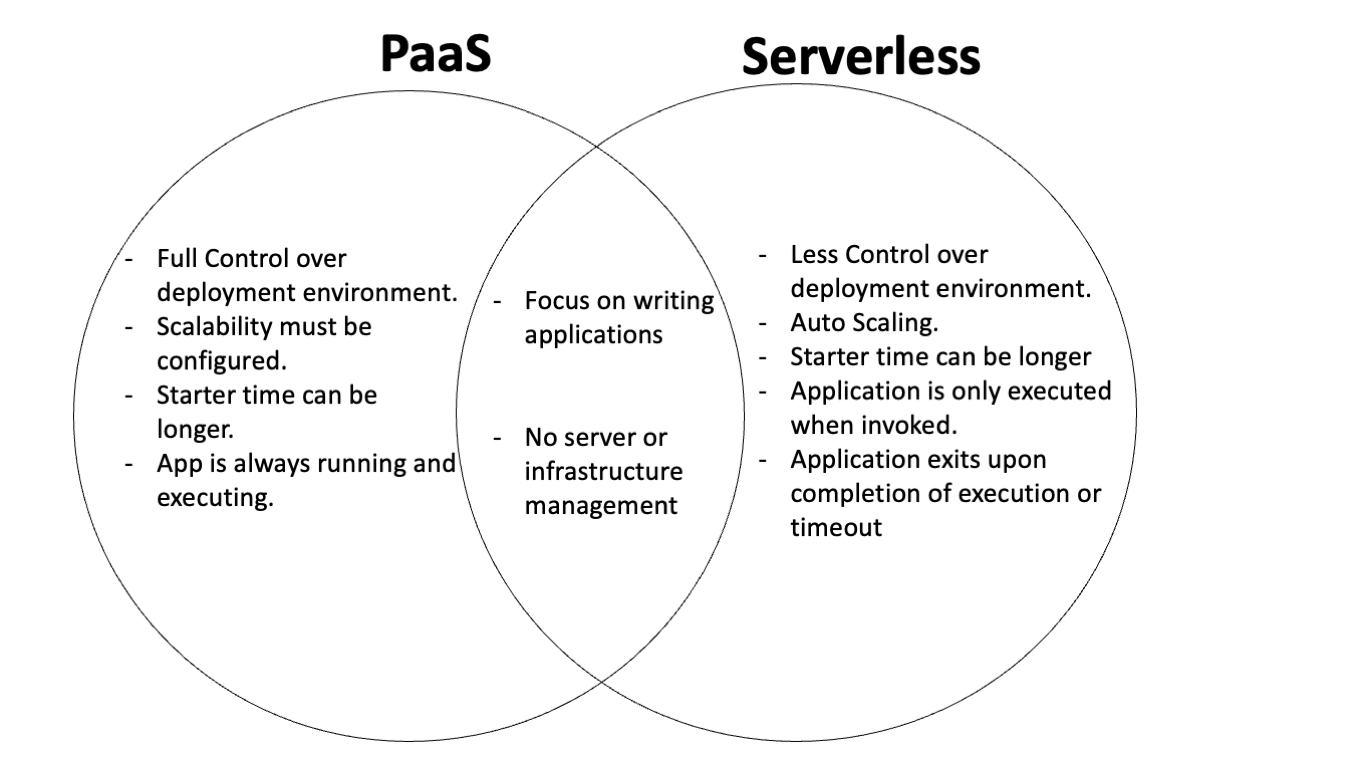 PaaS
Serverless
- Full Control over
deployment environment.
- Scalability must be
configured.
- Starter time can be
longer.
- App is always running and
executing.
- Focus on writing
applications
- No server or
infrastructure
management
- Less Control over
deployment environment.
- Auto Scaling.
- Starter time can be longer
- Application is only executed
when invoked.
- Application exits upon
completion of execution or
timeout